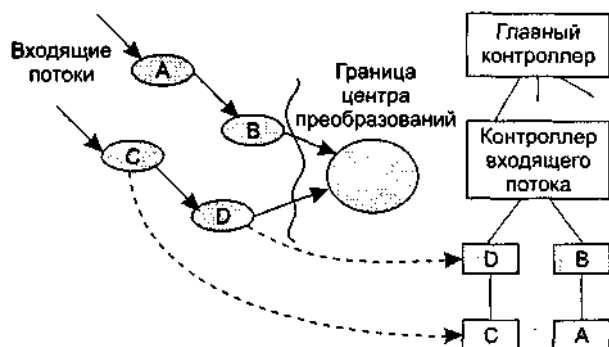 Входящие
потоки
A
B
C
D
Граница
центра
преобразований
Главный
контроллер
Контроллер
входящего
потока
D
B
C
A